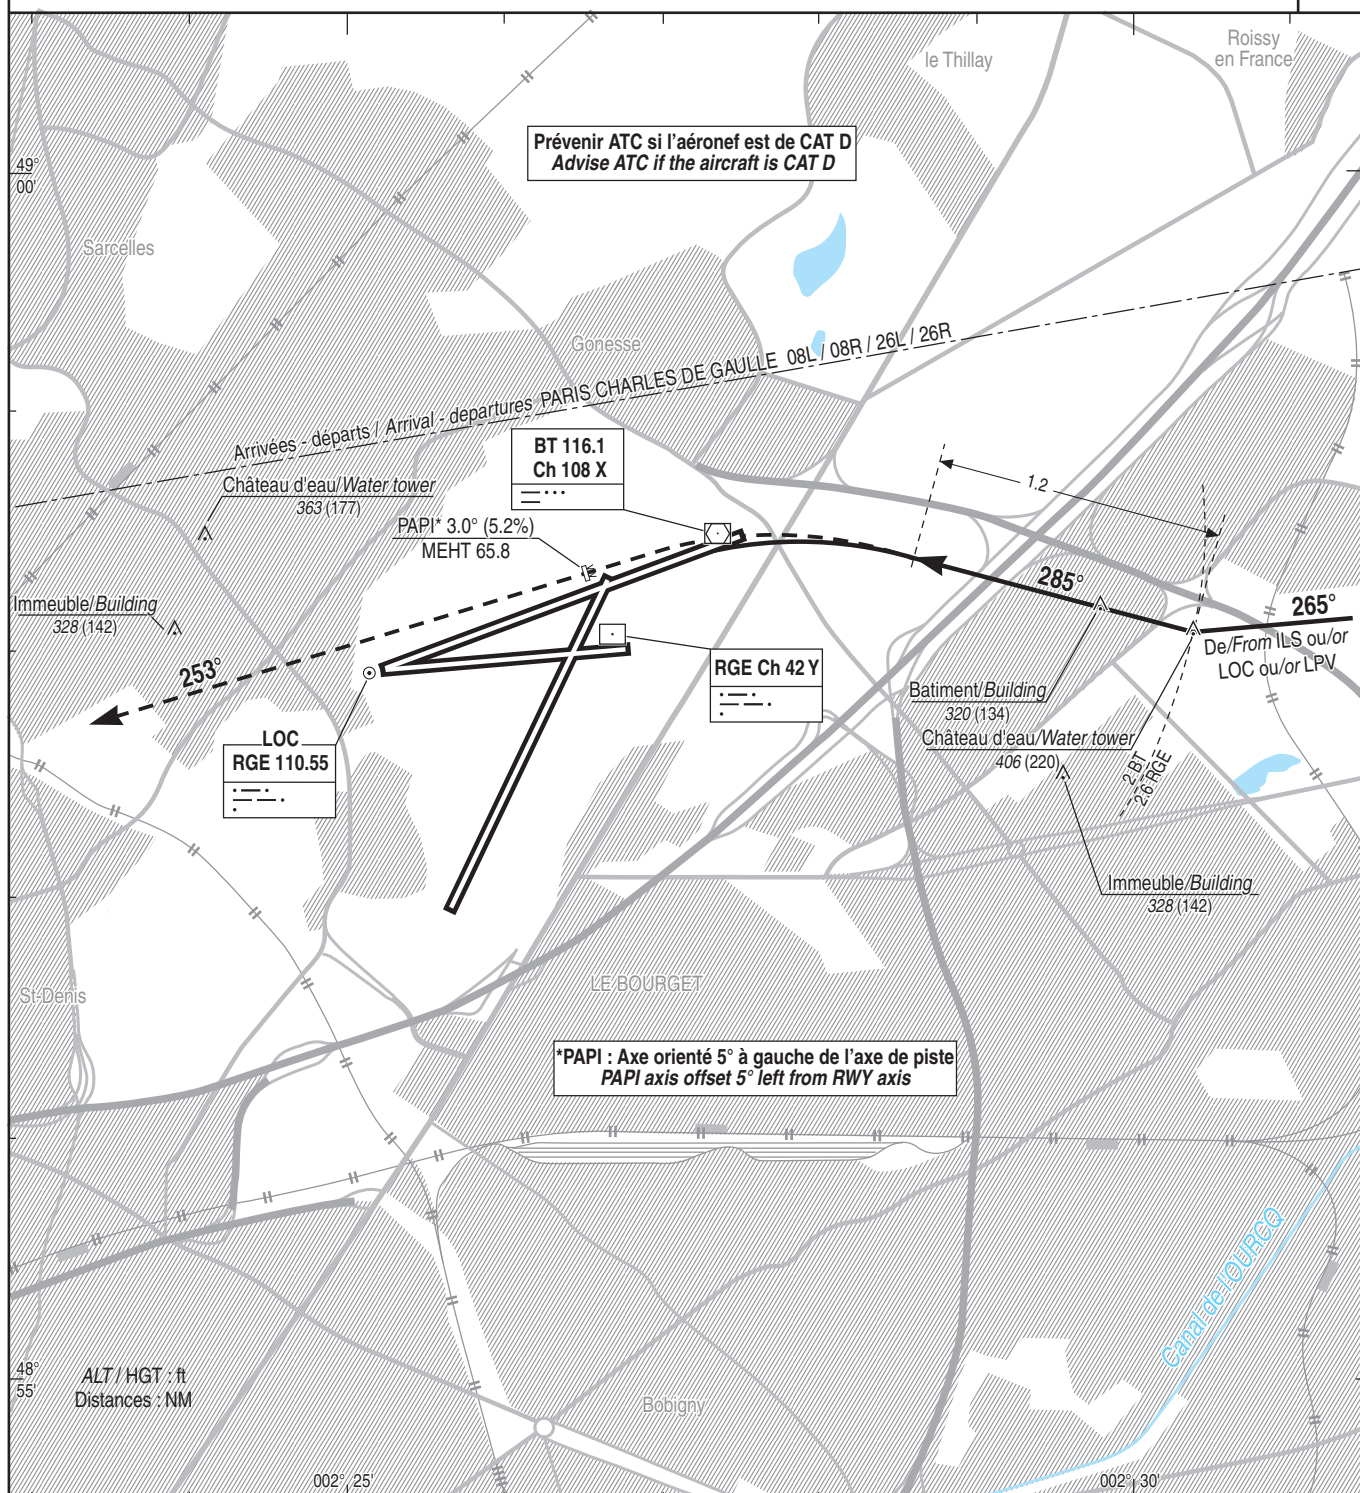 le Thillay
Roissy
en France
Prévenir ATC si l'aéronef est de CAT D
Advise ATC if the aircraft is CAT D
49°
00'
Sarcelles
Gonesse
Arrivées - départs / Arrival - departures PARIS CHARLES DE GAULLE 08L / 08R / 26L / 26R
BT 116.1
Ch 108 X
Château d'eau/Water tower
363 (177)
1.2
PAPI* 3.0° (5.2%)
MEHT 65.8
285°
Immeuble/Building
328 (142)
265°
De/From ILS ou/or
LOC ou/or LPV
253°
RGE Ch 42 Y
Batiment/Building
320 (134)
Château d'eau/Water tower
406 (220)
2 BT
2.6 RGE
LOC
RGE 110.55
Immeuble/Building
328 (142)
St-Denis
LE BOURGET
*PAPI : Axe orienté 5° à gauche de l'axe de piste
PAPI axis offset 5° left from RWY axis
Canal de l'OURCQ
48°
55'
ALT / HGT : ft
Distances : NM
Bobigny
002° 25'
002° 30'